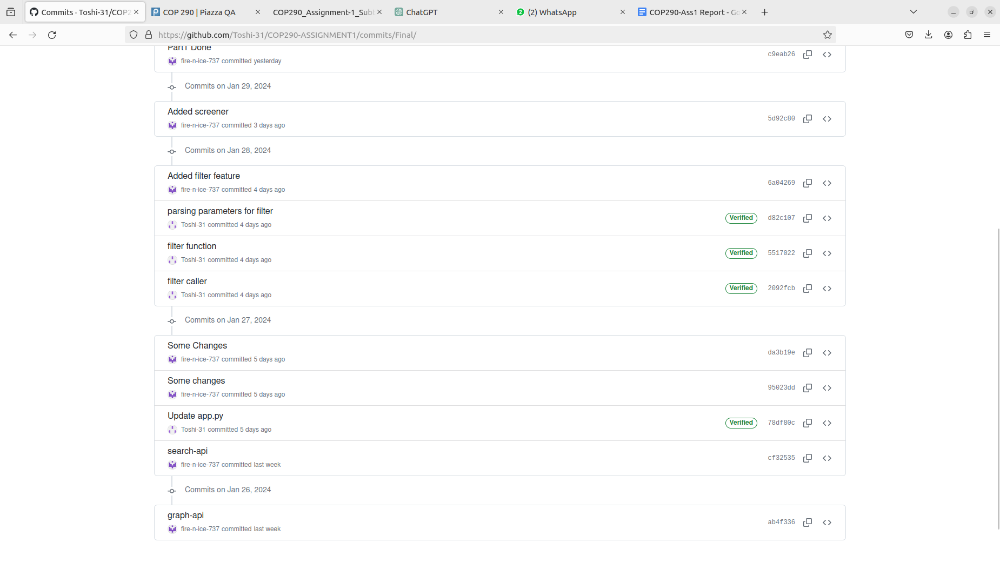 Commits · Toshi-31/COP2
COP 290 | Piazza QA
COP290_Assignment-1_Sub
ChatGPT
(2) WhatsApp
COP290-Ass1 Report - Go
https://github.com/Toshi-31/COP290-ASSIGNMENT1/commits/Final/
Part1 Done
fire-n-ice-737 committed yesterday
c9eab26
Commits on Jan 29, 2024
Added screener
fire-n-ice-737 committed 3 days ago
5d92c80
Commits on Jan 28, 2024
Added filter feature
fire-n-ice-737 committed 4 days ago
6a04269
parsing parameters for filter
Toshi-31 committed 4 days ago
Verified d82c107
filter function
Toshi-31 committed 4 days ago
Verified 5517022
filter caller
Toshi-31 committed 4 days ago
Verified 2092fcb
Commits on Jan 27, 2024
Some Changes
fire-n-ice-737 committed 5 days ago
da3b19e
Some changes
fire-n-ice-737 committed 5 days ago
95023dd
Update app.py
Toshi-31 committed 5 days ago
Verified 78df80c
search-api
fire-n-ice-737 committed last week
cf32535
Commits on Jan 26, 2024
graph-api
fire-n-ice-737 committed last week
ab4f336